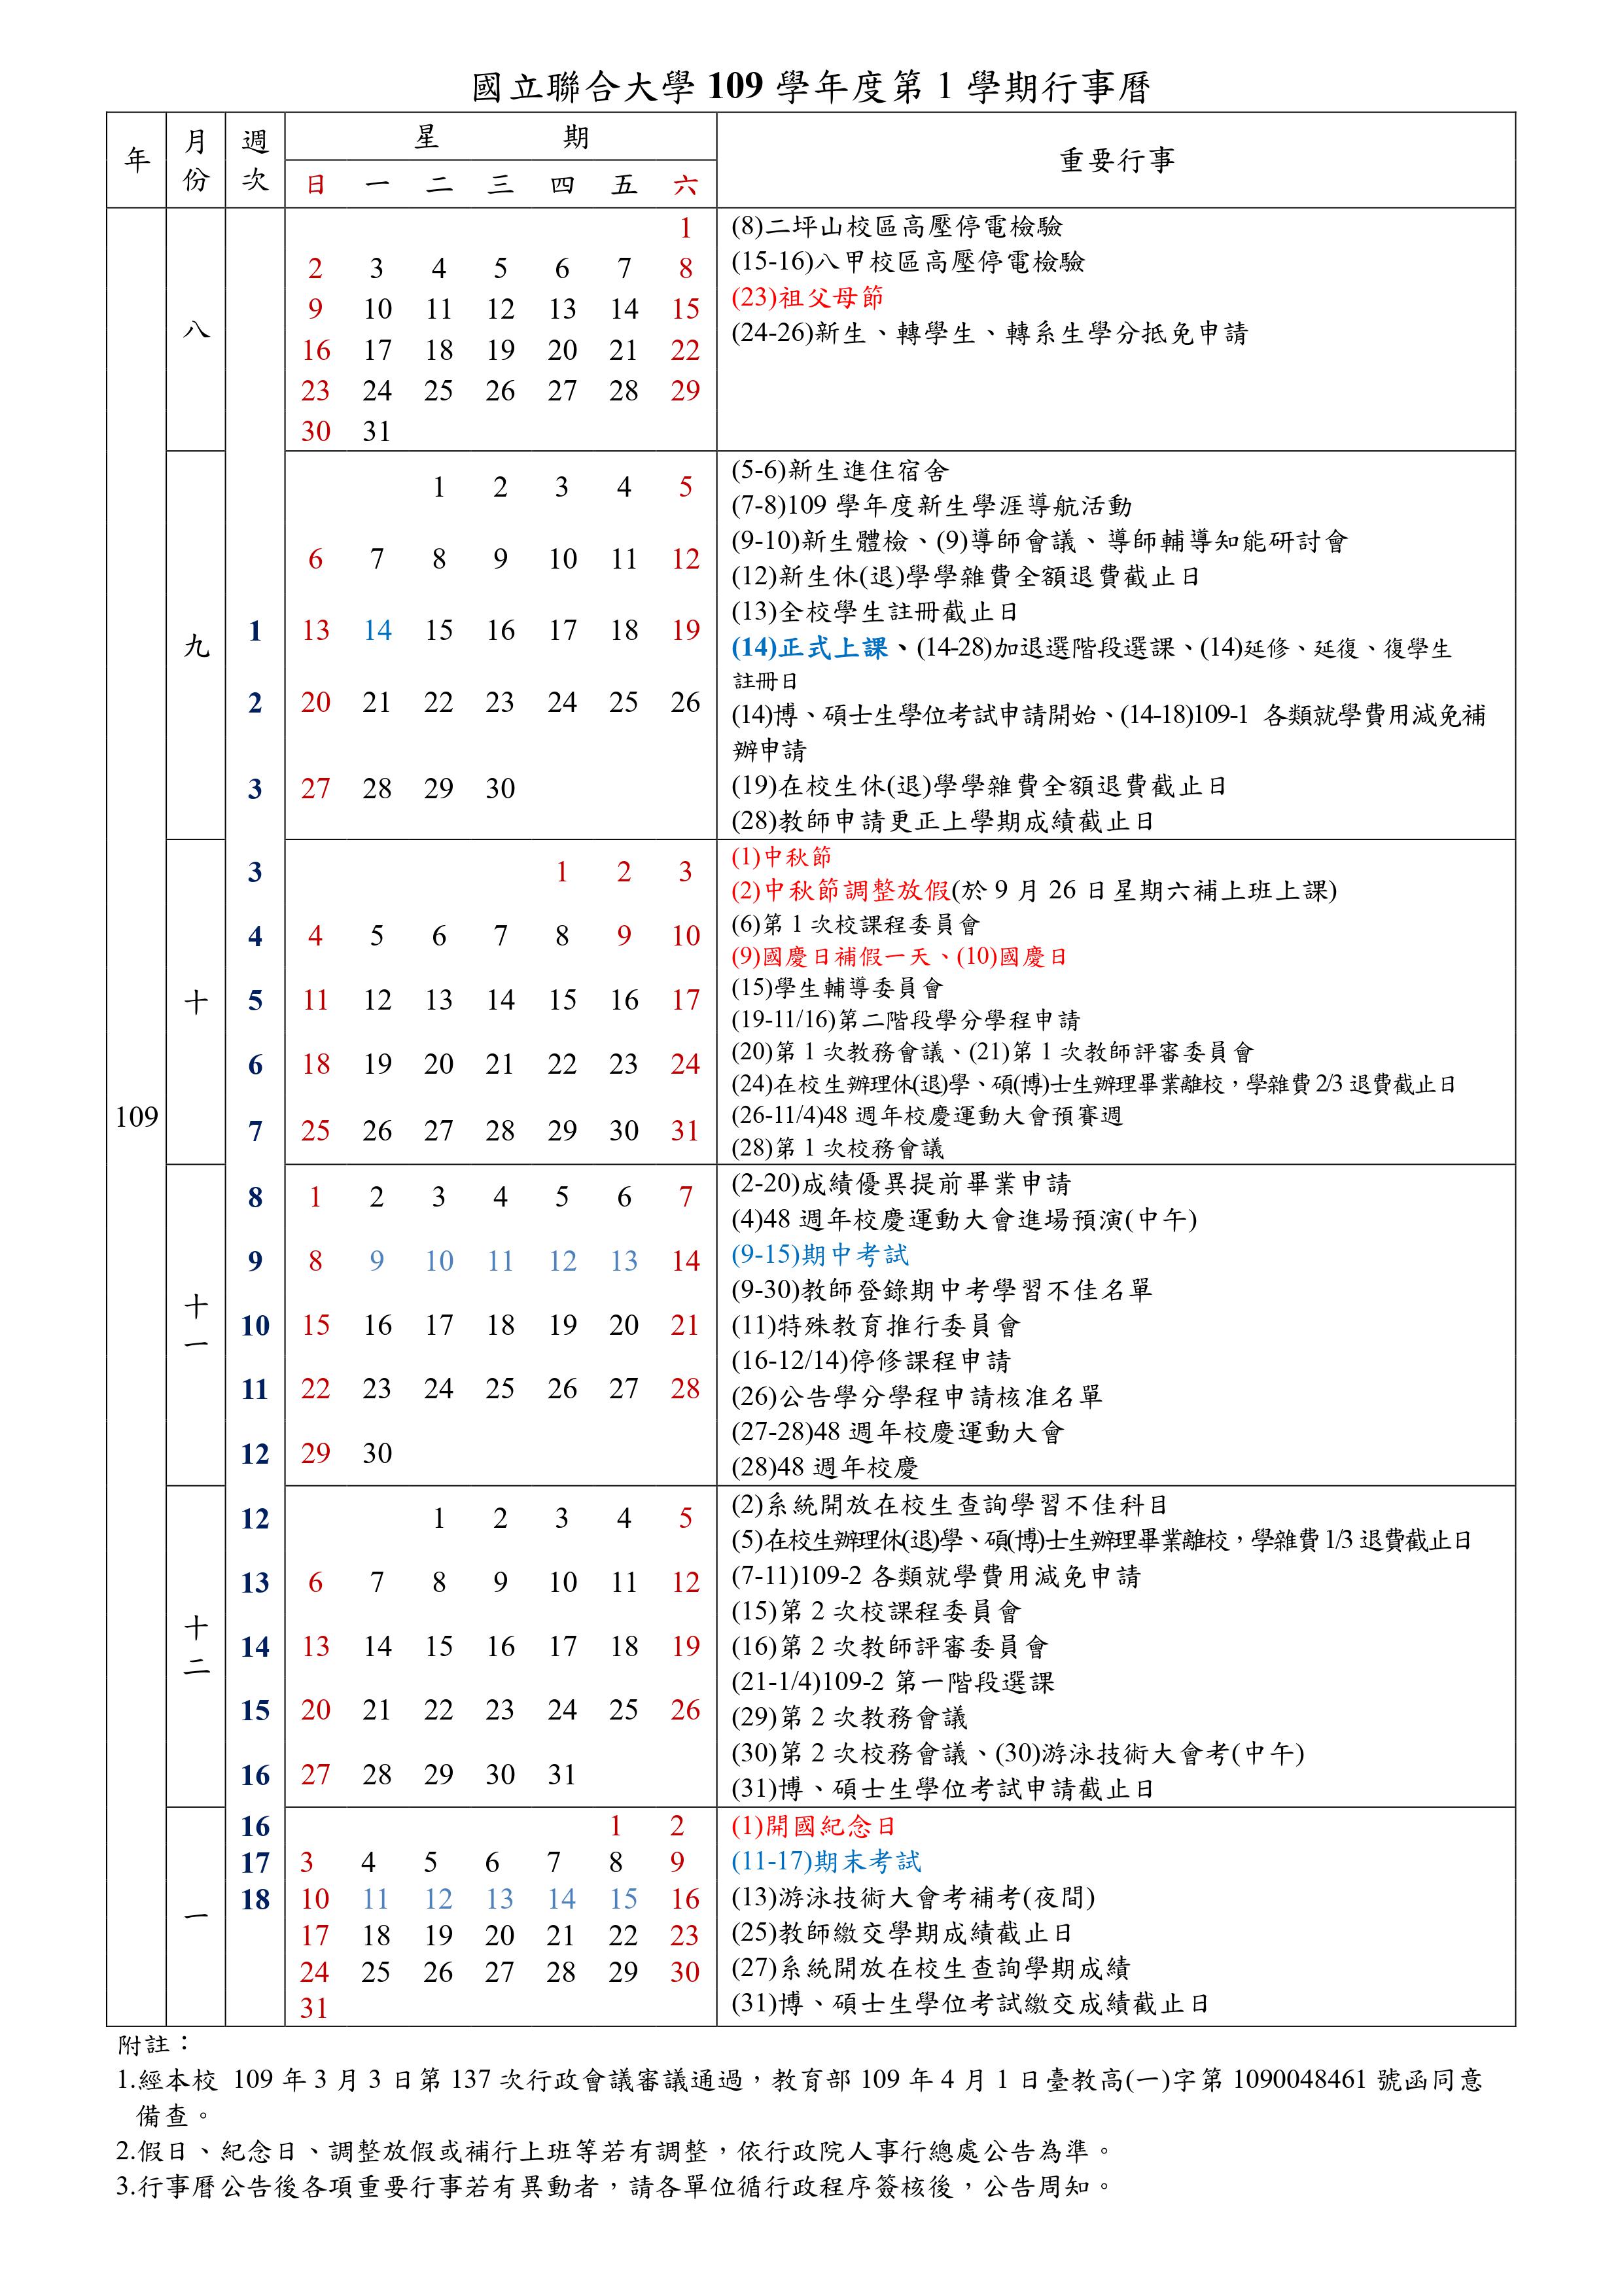 國立聯合大學 109 學年度第 1 學期行事曆
年 月份 週次 星期 重要行事
日 一 二 三 四 五 六
109
八
1
2 3 4 5 6 7 8
9 10 11 12 13 14 15
16 17 18 19 20 21 22
23 24 25 26 27 28 29
30 31
(8)二坪山校區高壓停電檢驗
(15-16)八甲校區高壓停電檢驗
(23)祖父母節
(24-26)新生、轉學生、轉系生學分抵免申請
九
1 2 3 4 5
6 7 8 9 10 11 12
1 13 14 15 16 17 18 19
2 20 21 22 23 24 25 26
3 27 28 29 30
(5-6)新生進住宿舍
(7-8)109 學年度新生學涯導航活動
(9-10)新生體檢、(9)導師會議、導師輔導知能研討會
(12)新生休(退)學學雜費全額退費截止日
(13)全校學生註冊截止日
(14)正式上課、(14-28)加退選階段選課、(14)延修、延復、復學生
註冊日
(14)博、碩士生學位考試申請開始、(14-18)109-1 各類就學費用減免補
辦申請
(19)在校生休(退)學學雜費全額退費截止日
(28)教師申請更正上學期成績截止日
十
3 1 2 3
4 4 5 6 7 8 9 10
5 11 12 13 14 15 16 17
6 18 19 20 21 22 23 24
7 25 26 27 28 29 30 31
(1)中秋節
(2)中秋節調整放假(於 9 月 26 日星期六補上班上課)
(6)第 1 次校課程委員會
(9)國慶日補假一天、(10)國慶日
(15)學生輔導委員會
(19-11/16)第二階段學分學程申請
(20)第 1 次教務會議、(21)第 1 次教師評審委員會
(24)在校生辦理休(退)學、碩(博)士生辦理畢業離校，學雜費 2/3 退費截止日
(26-11/4)48 週年校慶運動大會預賽週
(28)第 1 次校務會議
十一
8 1 2 3 4 5 6 7
9 8 9 10 11 12 13 14
10 15 16 17 18 19 20 21
11 22 23 24 25 26 27 28
12 29 30
(2-20)成績優異提前畢業申請
(4)48 週年校慶運動大會進場預演(中午)
(9-15)期中考試
(9-30)教師登錄期中考學習不佳名單
(11)特殊教育推行委員會
(16-12/14)停修課程申請
(26)公告學分學程申請核准名單
(27-28)48 週年校慶運動大會
(28)48 週年校慶
十二
12 1 2 3 4 5
13 6 7 8 9 10 11 12
14 13 14 15 16 17 18 19
15 20 21 22 23 24 25 26
16 27 28 29 30 31
(2)系統開放在校生查詢學習不佳科目
(5)在校生辦理休(退)學、碩(博)士生辦理畢業離校，學雜費 1/3 退費截止日
(7-11)109-2 各類就學費用減免申請
(15)第 2 次校課程委員會
(16)第 2 次教師評審委員會
(21-1/4)109-2 第一階段選課
(29)第 2 次教務會議
(30)第 2 次校務會議、(30)游泳技術大會考(中午)
(31)博、碩士生學位考試申請截止日
一
16 1 2
17 3 4 5 6 7 8 9
18 10 11 12 13 14 15 16
17 18 19 20 21 22 23
24 25 26 27 28 29 30
31
(1)開國紀念日
(11-17)期末考試
(13)游泳技術大會考補考(夜間)
(25)教師繳交學期成績截止日
(27)系統開放在校生查詢學期成績
(31)博、碩士生學位考試繳交成績截止日
附註：
1.經本校 109 年 3 月 3 日第 137 次行政會議審議通過，教育部 109 年 4 月 1 日臺教高(一)字第 1090048461 號函同意
備查。
2.假日、紀念日、調整放假或補行上班等若有調整，依行政院人事行總處公告為準。
3.行事曆公告後各項重要行事若有異動者，請各單位循行政程序簽核後，公告周知。